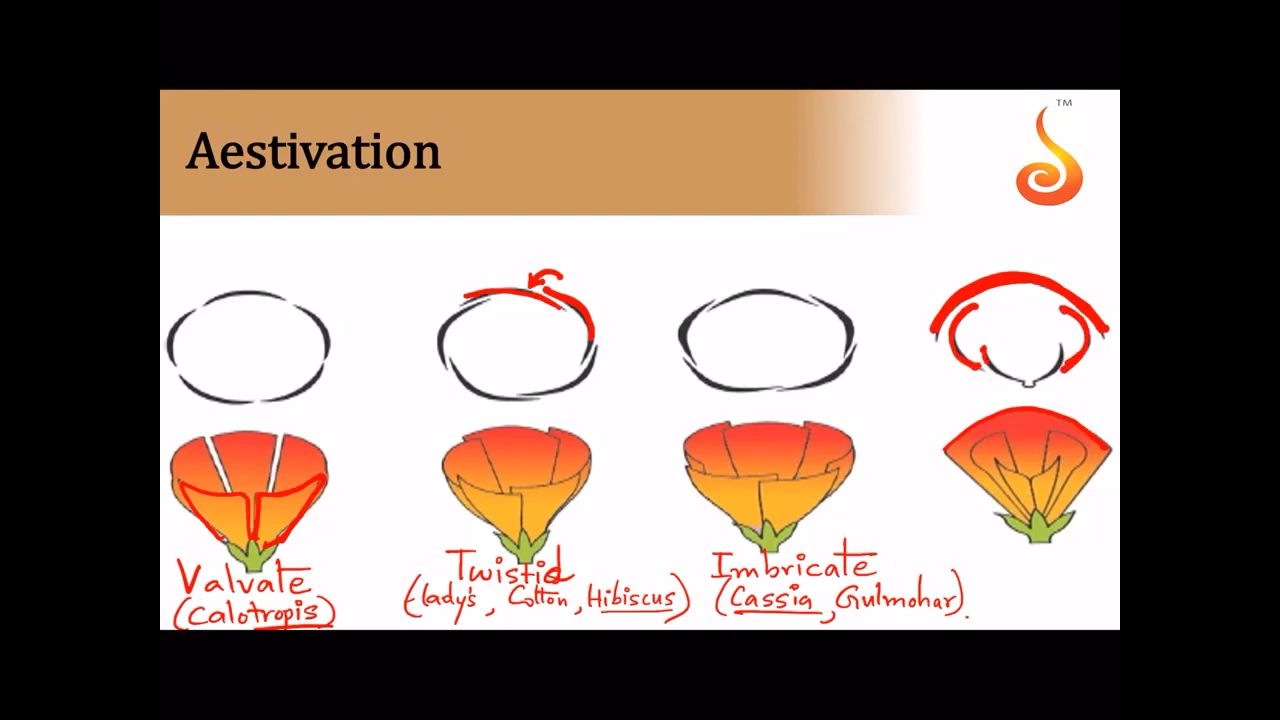 TM
Aestivation
Valvate
(Calotropis)
Twisted
(lady's, Cotton, Hibiscus)
Imbricate
(Cassia, Gulmohar).